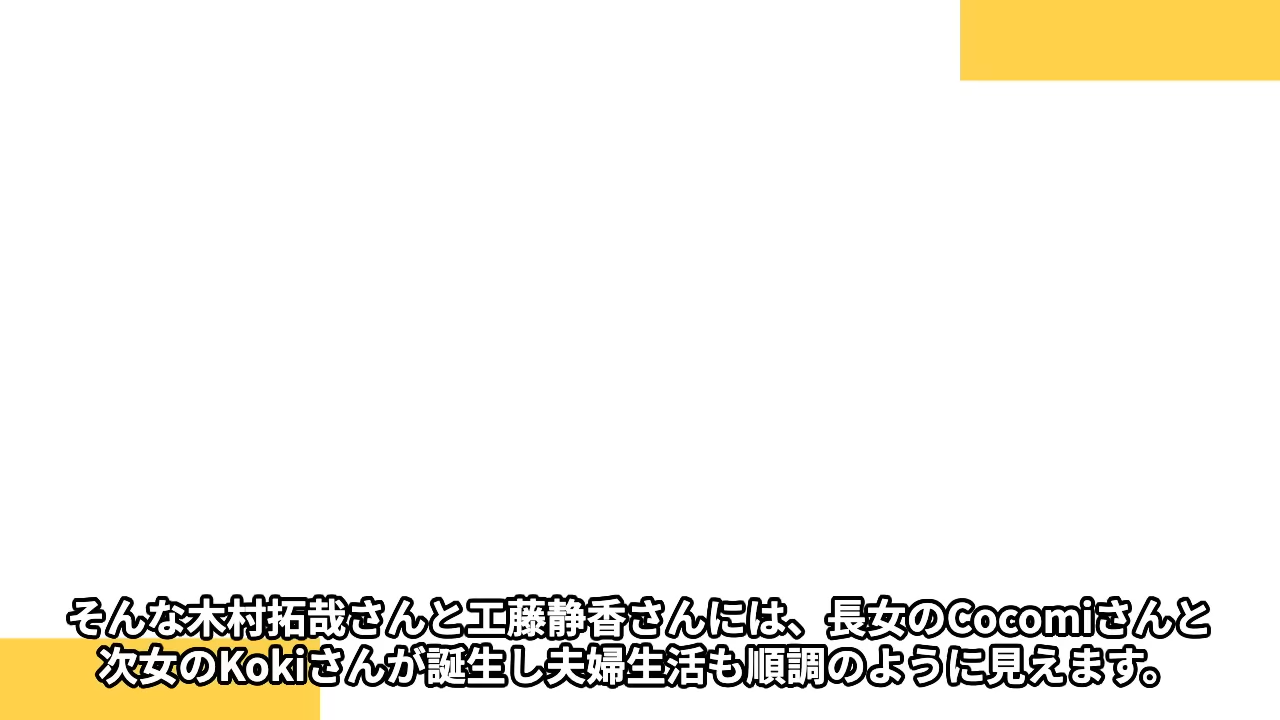 そんな木村拓哉さんと工藤静香さんには、長女のCocomiさんと
次女のKokiさんが誕生し夫婦生活も順調のように見えます。